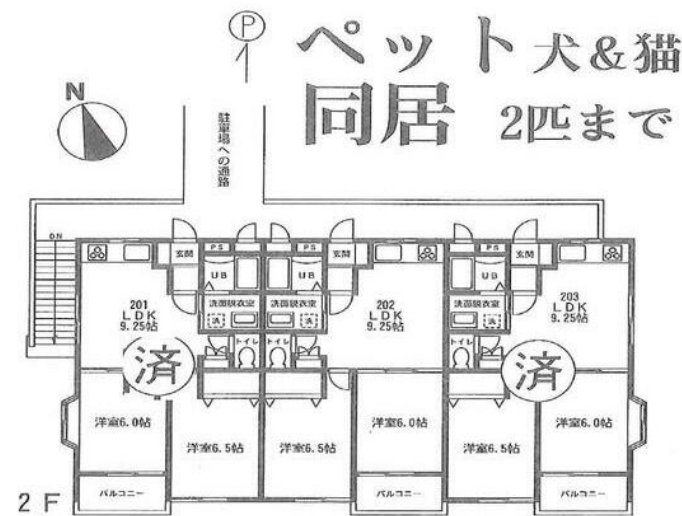 P
ペット 犬&猫
同居 2匹まで
N
駐車場への通路
DN
玄関
PS
PS
玄関
PS
玄関
UB
UB
UB
201
LDK
9.25帖
洗面脱衣室
洗
洗面脱衣室
洗
202
LDK
9.25帖
洗面脱衣室
洗
203
LDK
9.25帖
トイレ
トイレ
トイレ
済
済
洋室6.0帖
洋室6.5帖
洋室6.5帖
洋室6.0帖
洋室6.5帖
洋室6.0帖
バルコニー
バルコニー
バルコニー
2F